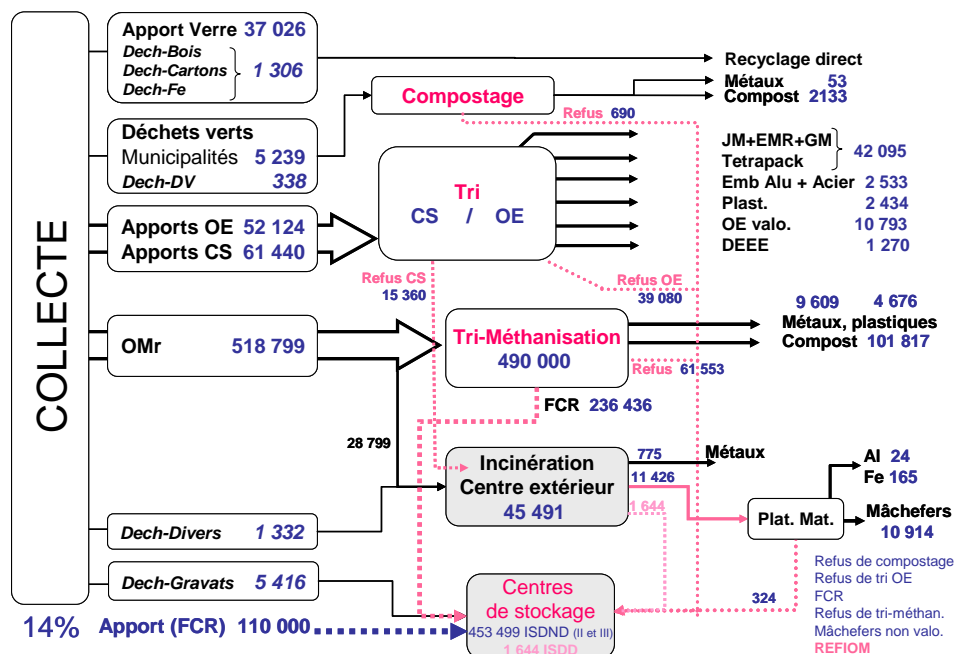 COLLECTE
Apport Verre 37 026
Dech-Bois
Dech-Cartons 1 306
Dech-Fe
Recyclage direct
Métaux 53
Compost 2133
Compostage
Refus 690
Déchets verts
Municipalités 5 239
Dech-DV 338
Tri
CS / OE
JM+EMR+GM
Tetrapack
42 095
Emb Alu + Acier 2 533
Plast. 2 434
OE valo. 10 793
DEEE 1 270
Apports OE 52 124
Apports CS 61 440
Refus CS
15 360
Refus OE
39 080
OMr 518 799
Tri-Méthanisation
490 000
9 609 4 676
Métaux, plastiques
Compost 101 817
Refus 61 553
FCR 236 436
28 799
Incinération
Centre extérieur
45 491
775 Métaux
11 426
1 644
Plat. Mat.
Al 24
Fe 165
Mâchefers
10 914
Dech-Divers 1 332
Dech-Gravats 5 416
Centres
de stockage
453 499 ISDND (II et III)
1 644 ISDD
324
Refus de compostage
Refus de tri OE
FCR
Refus de tri-méthan.
Mâchefers non valo.
REFIOM
14% Apport (FCR) 110 000